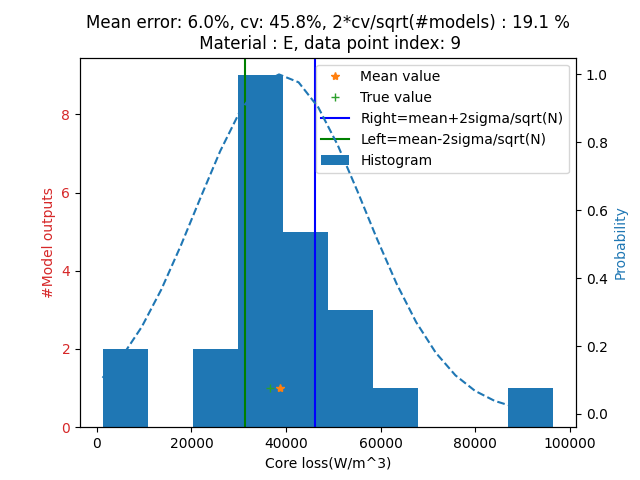 Mean error: 6.0%, cv: 45.8%, 2*cv/sqrt(#models) : 19.1 %
Material : E, data point index: 9
Mean value
True value
Right=mean+2sigma/sqrt(N)
Left=mean-2sigma/sqrt(N)
Histogram
8
6
4
2
0
#Model outputs
1.0
0.8
0.6
0.4
0.2
0.0
Probability
0
20000
40000
60000
80000
100000
Core loss(W/m^3)